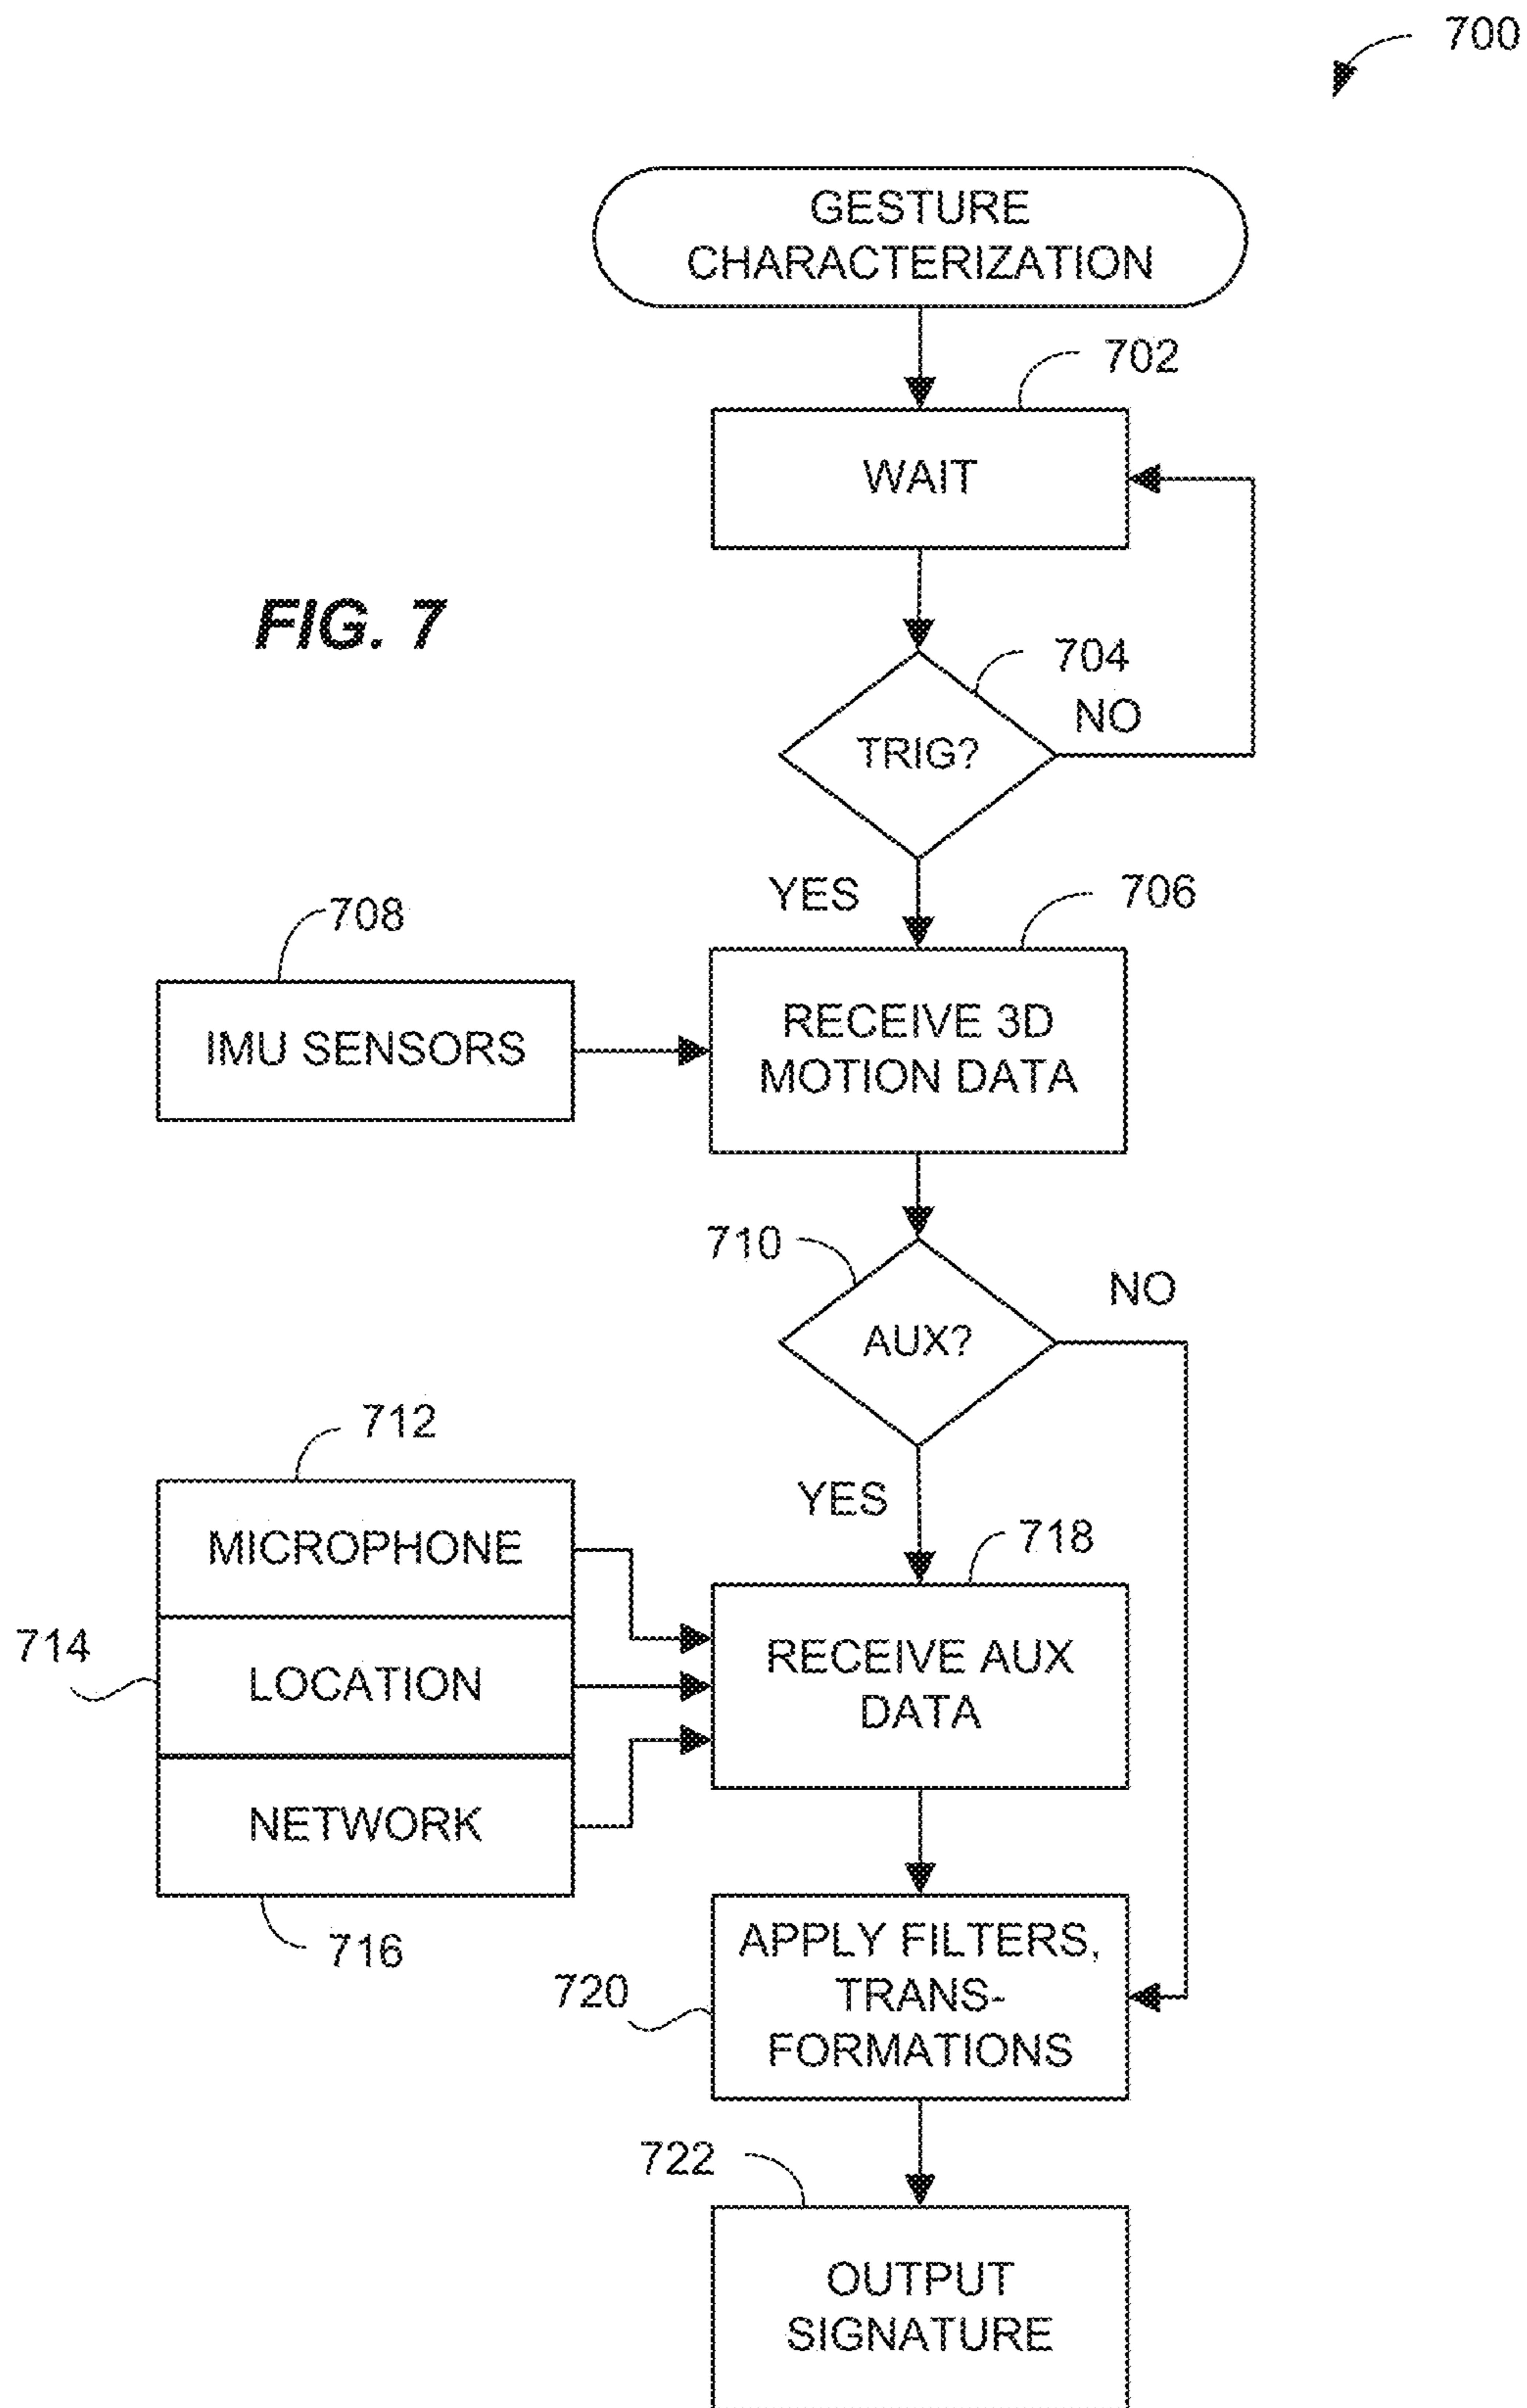 700
GESTURE
CHARACTERIZATION
702
WAIT
FIG. 7
704
NO
TRIG?
YES
706
708
IMU SENSORS
RECEIVE 3D
MOTION DATA
710
NO
AUX?
712
YES
718
MICROPHONE
714
LOCATION
RECEIVE AUX
DATA
NETWORK
716
720
APPLY FILTERS,
TRANS-
FORMATIONS
722
OUTPUT
SIGNATURE